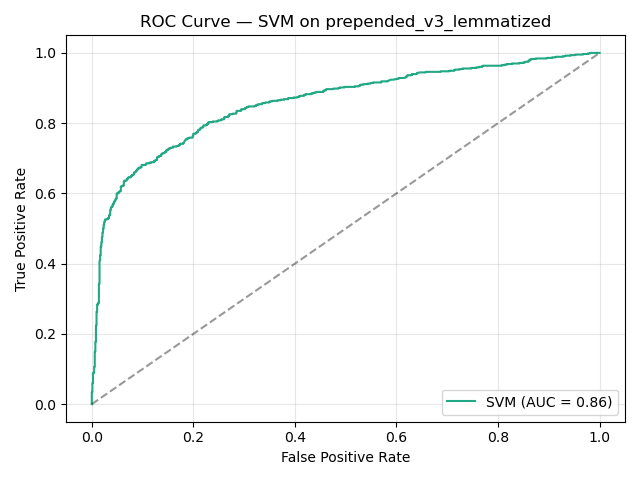 ROC Curve — SVM on prepended_v3_lemmatized
True Positive Rate
1.0
0.8
0.6
0.4
0.2
0.0
0.0 0.2 0.4 0.6 0.8 1.0
False Positive Rate
SVM (AUC = 0.86)